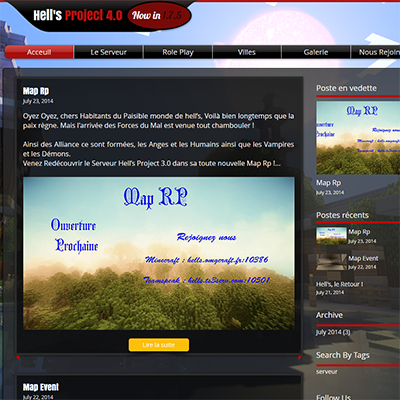 Hell's Project 4.0 Now in 1.7.5
Accueil
Le Serveur
Role Play
Villes
Galerie
Nous Rejoin
Map Rp
July 23, 2014
Oyez Oyez, chers Habitants du Paisible monde de hell's, Voilà bien longtemps que la
paix règne. Mais l'arrivée des Forces du Mal est venue tout chambouler !
Ainsi des Alliance ce sont formées, les Anges et les Humains ainsi que les Vampires
et les Démons.
Venez Redécouvrir le Serveur Hell's Project 3.0 dans sa toute nouvelle Map Rp !...
Map RP
Ouverture
Prochaine
Rejoignez nous
Minecraft : hells.omgcraft.fr:10386
Teamspeak : hells.ts3serv.com:10501
Lire la suite
Map Event
July 22, 2014
Post en vedette
Map RP
Map Rp
July 23, 2014
Postes récents
Map Rp
July 23, 2014
Map Event
July 22, 2014
Hell's, le Retour !
July 21, 2014
Archive
July 2014 (3)
Search By Tags
serveur
Follow Us